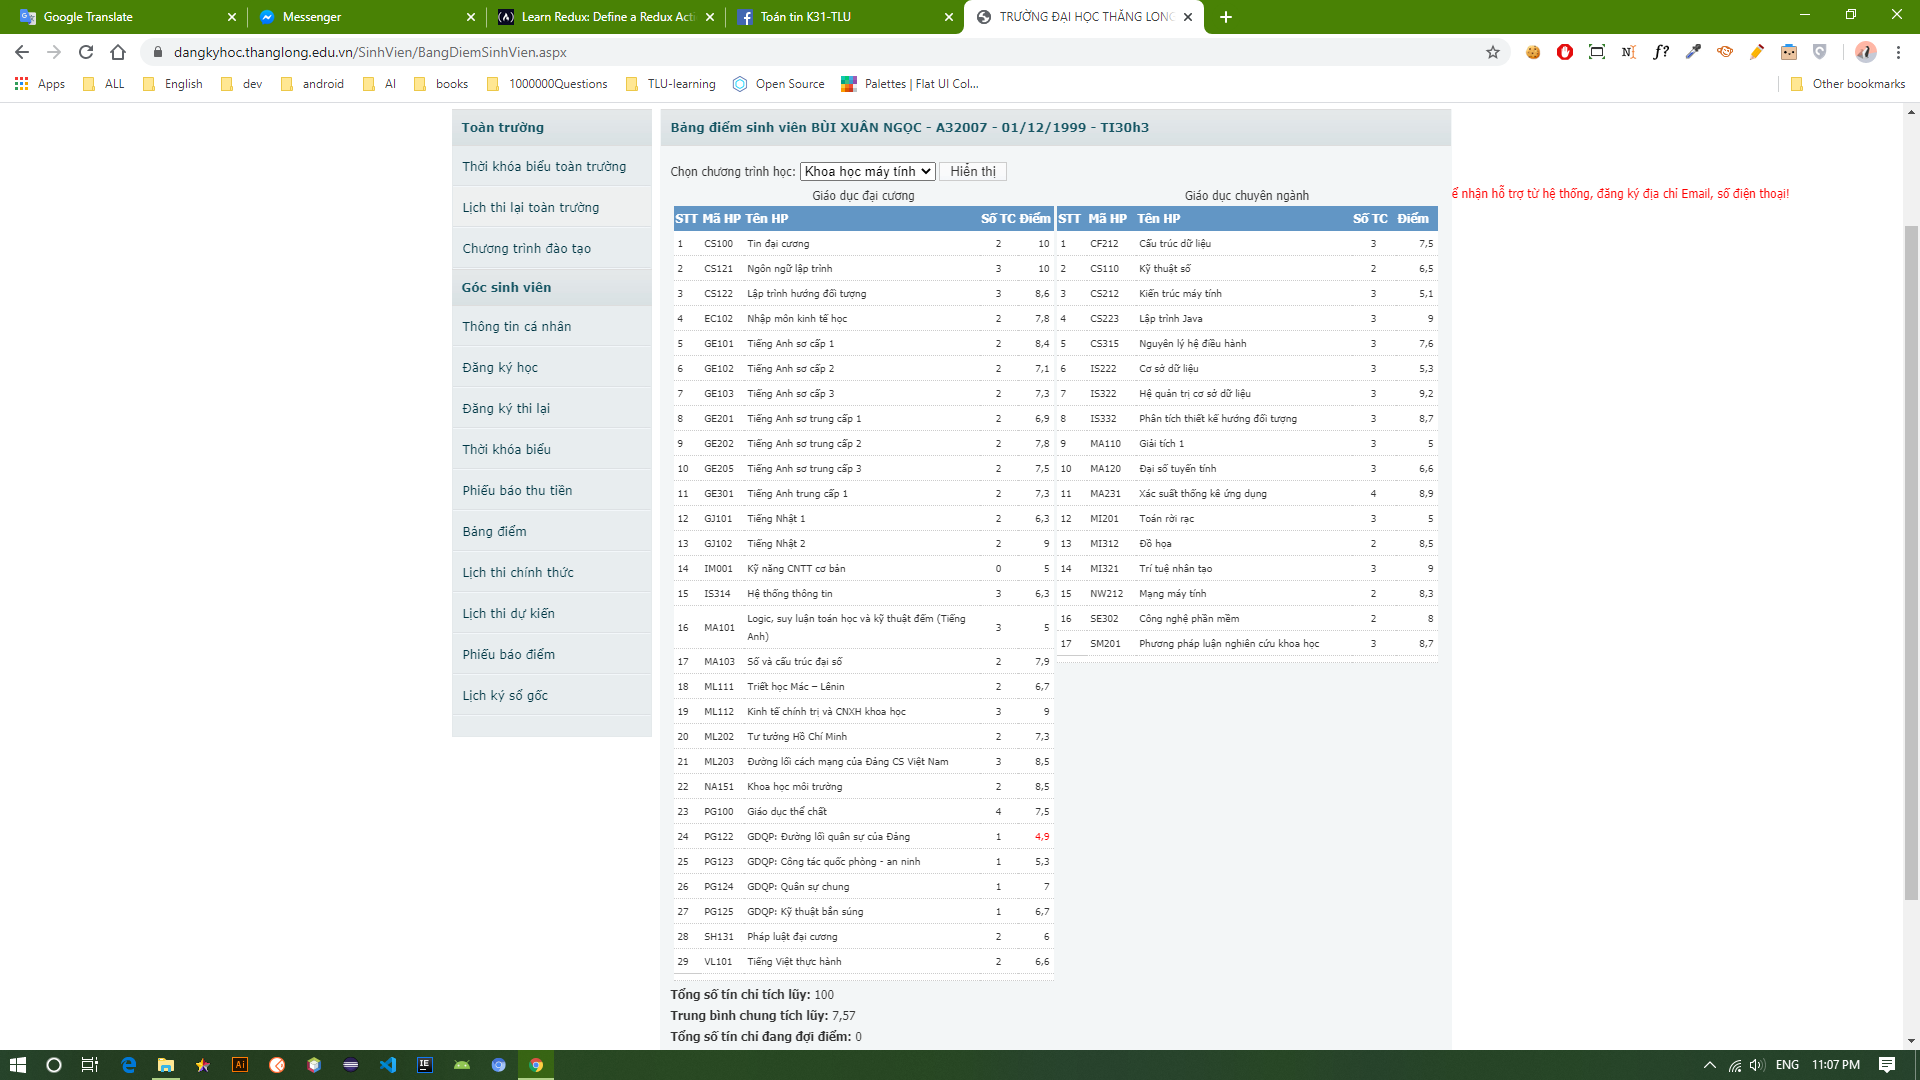 Google Translate
Messenger
Learn Redux: Define a Redux Acti
Toán tin K31-TLU
TRƯỜNG ĐẠI HỌC THĂNG LONG
dangkyhoc.thanglong.edu.vn/SinhVien/BangDiemSinhVien.aspx
Apps ALL English dev android AI books 1000000Questions TLU-learning Open Source Palettes | Flat UI Col... Other bookmarks
Toàn trường
Thời khóa biểu toàn trường
Lịch thi lại toàn trường
Chương trình đào tạo
Góc sinh viên
Thông tin cá nhân
Đăng ký học
Đăng ký thi lại
Thời khóa biểu
Phiếu báo thu tiền
Bảng điểm
Lịch thi chính thức
Lịch thi dự kiến
Phiếu báo điểm
Lịch ký sổ gốc
Bảng điểm sinh viên BÙI XUÂN NGỌC - A32007 - 01/12/1999 - TI30h3
Chọn chương trình học: Khoa học máy tính Hiển thị
ể nhận hỗ trợ từ hệ thống, đăng ký địa chỉ Email, số điện thoại!
Giáo dục đại cương
STT Mã HP Tên HP Số TC Điểm
1 CS100 Tin đại cương 2 10
2 CS121 Ngôn ngữ lập trình 3 10
3 CS122 Lập trình hướng đối tượng 3 8,6
4 EC102 Nhập môn kinh tế học 2 7,8
5 GE101 Tiếng Anh sơ cấp 1 2 8,4
6 GE102 Tiếng Anh sơ cấp 2 2 7,1
7 GE103 Tiếng Anh sơ cấp 3 2 7,3
8 GE201 Tiếng Anh sơ trung cấp 1 2 6,9
9 GE202 Tiếng Anh sơ trung cấp 2 2 7,8
10 GE205 Tiếng Anh sơ trung cấp 3 2 7,5
11 GE301 Tiếng Anh trung cấp 1 2 7,3
12 GJ101 Tiếng Nhật 1 2 6,3
13 GJ102 Tiếng Nhật 2 2 9
14 IM001 Kỹ năng CNTT cơ bản 0 5
15 IS314 Hệ thống thông tin 3 6,3
16 MA101 Logic, suy luận toán học và kỹ thuật đếm (Tiếng Anh) 3 5
17 MA103 Số và cấu trúc đại số 2 7,9
18 ML111 Triết học Mác – Lênin 2 6,7
19 ML112 Kinh tế chính trị và CNXH khoa học 3 9
20 ML202 Tư tưởng Hồ Chí Minh 2 7,3
21 ML203 Đường lối cách mạng của Đảng CS Việt Nam 3 8,5
22 NA151 Khoa học môi trường 2 8,5
23 PG100 Giáo dục thể chất 4 7,5
24 PG122 GDQP: Đường lối quân sự của Đảng 1 4,9
25 PG123 GDQP: Công tác quốc phòng - an ninh 1 5,3
26 PG124 GDQP: Quân sự chung 1 7
27 PG125 GDQP: Kỹ thuật bắn súng 1 6,7
28 SH131 Pháp luật đại cương 2 6
29 VL101 Tiếng Việt thực hành 2 6,6
Giáo dục chuyên ngành
STT Mã HP Tên HP Số TC Điểm
1 CF212 Cấu trúc dữ liệu 3 7,5
2 CS110 Kỹ thuật số 2 6,5
3 CS212 Kiến trúc máy tính 3 5,1
4 CS223 Lập trình Java 3 9
5 CS315 Nguyên lý hệ điều hành 3 7,6
6 IS222 Cơ sở dữ liệu 3 5,3
7 IS322 Hệ quản trị cơ sở dữ liệu 3 9,2
8 IS332 Phân tích thiết kế hướng đối tượng 3 8,7
9 MA110 Giải tích 1 3 5
10 MA120 Đại số tuyến tính 3 6,6
11 MA231 Xác suất thống kê ứng dụng 4 8,9
12 MI201 Toán rời rạc 3 5
13 MI312 Đồ họa 2 8,5
14 MI321 Trí tuệ nhân tạo 3 9
15 NW212 Mạng máy tính 2 8,3
16 SE302 Công nghệ phần mềm 2 8
17 SM201 Phương pháp luận nghiên cứu khoa học 3 8,7
Tổng số tín chỉ tích lũy: 100
Trung bình chung tích lũy: 7,57
Tổng số tín chỉ đang đợi điểm: 0
ENG 11:07 PM